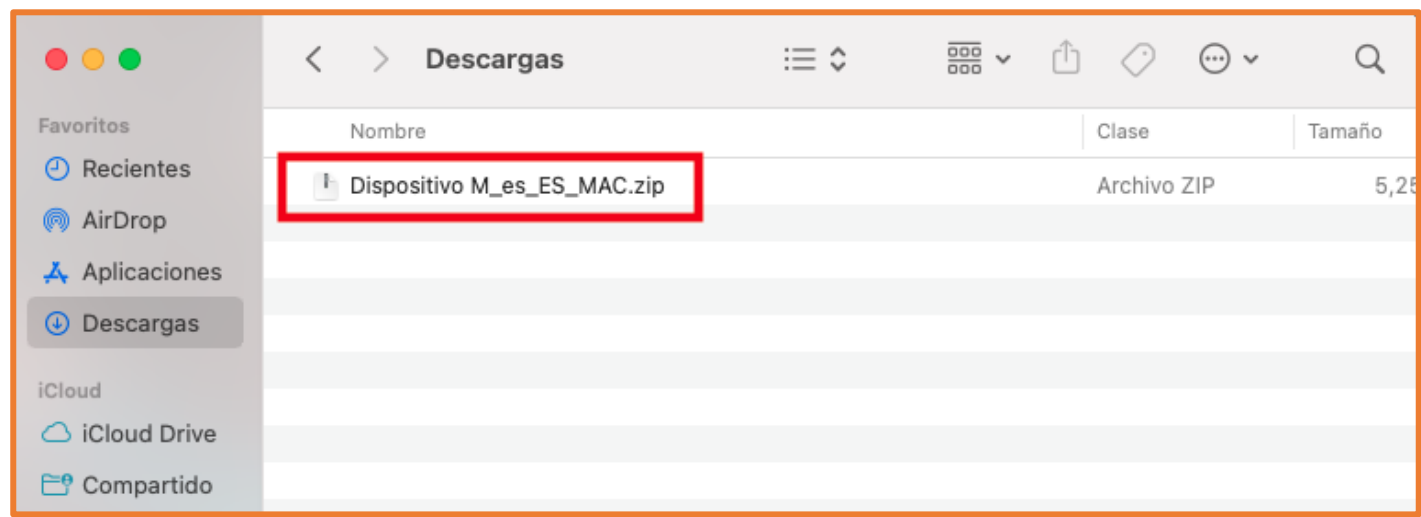 Descargas
Favoritos
Recientes
AirDrop
Aplicaciones
Descargas
iCloud
iCloud Drive
Compartido
Nombre Clase Tamaño
Dispositivo M_es_ES_MAC.zip Archivo ZIP